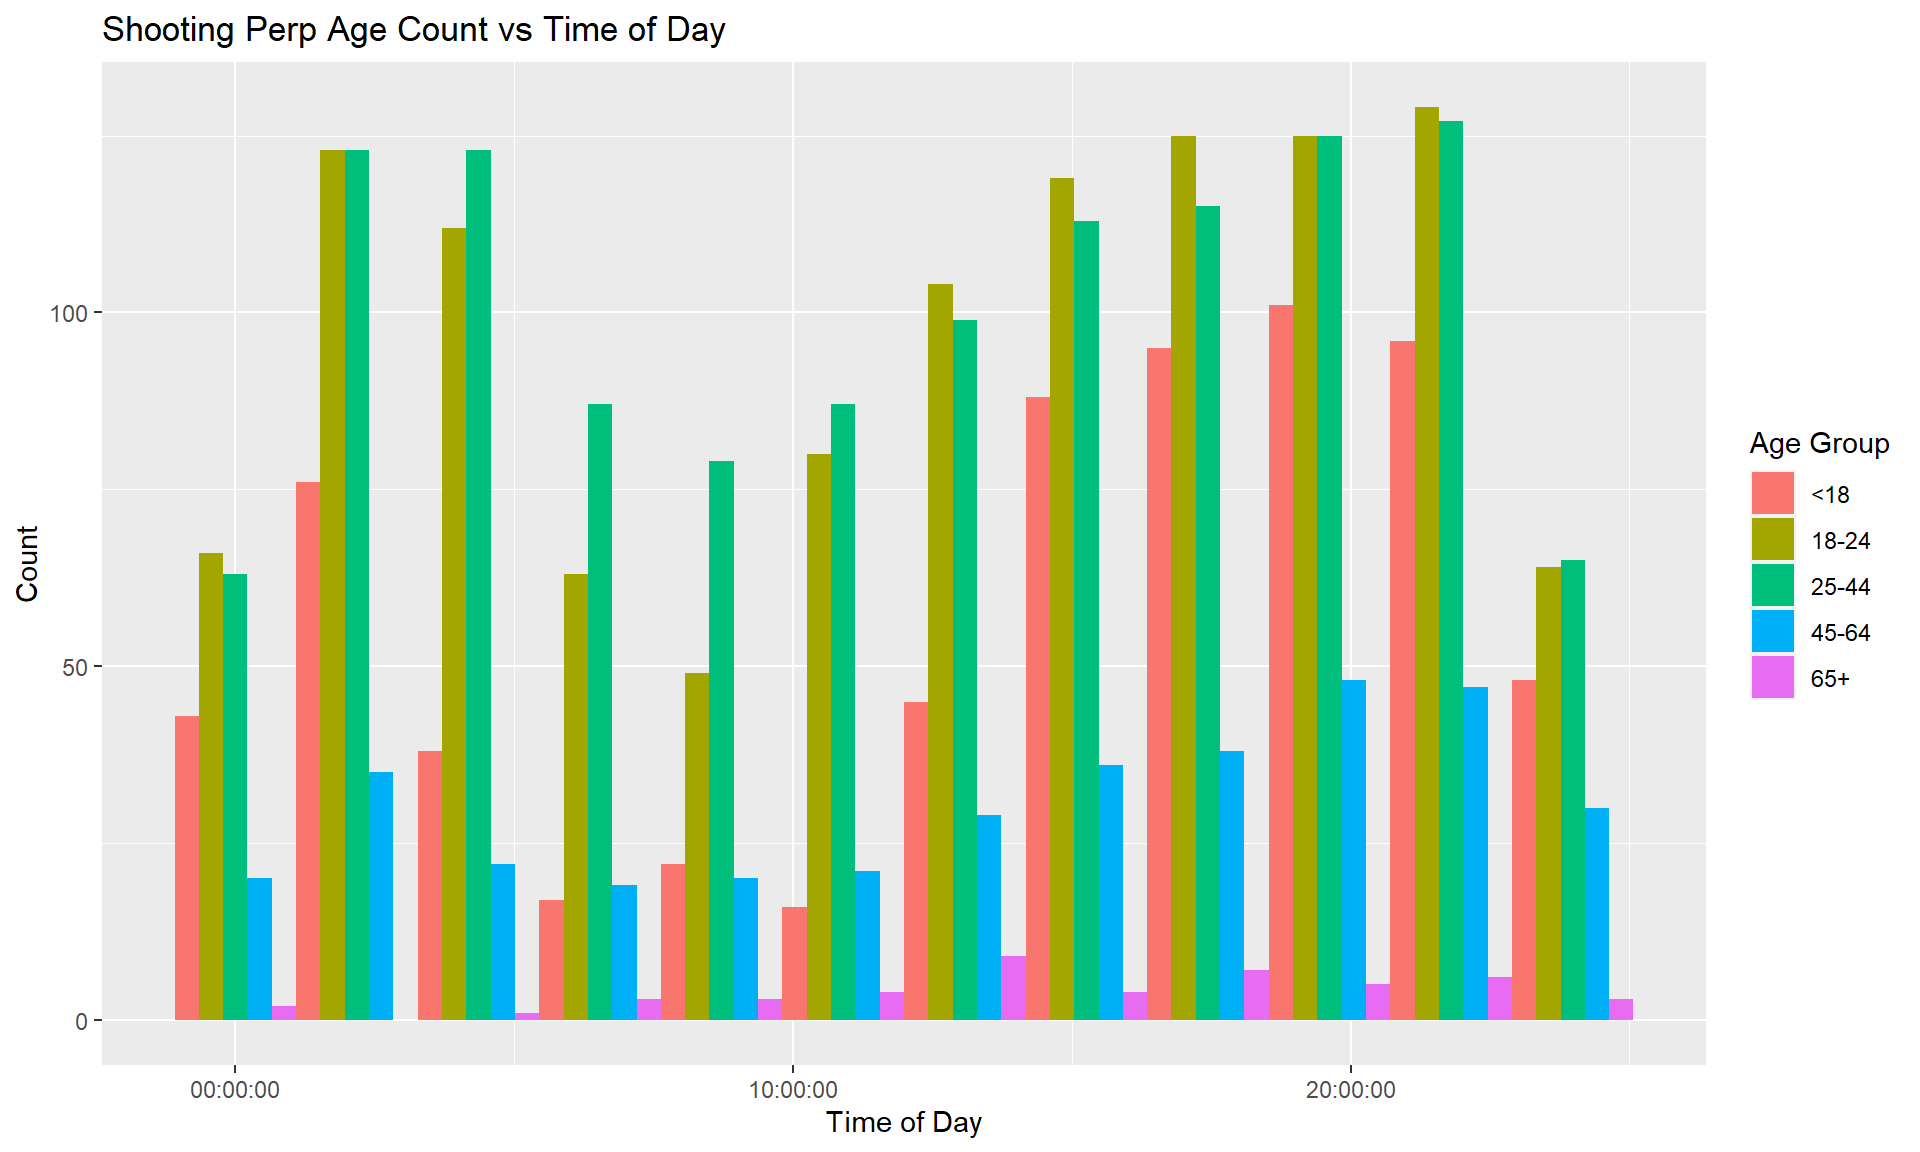 Shooting Perp Age Count vs Time of Day
Count
100
50
0
00:00:00
10:00:00
20:00:00
Time of Day
Age Group
<18
18-24
25-44
45-64
65+